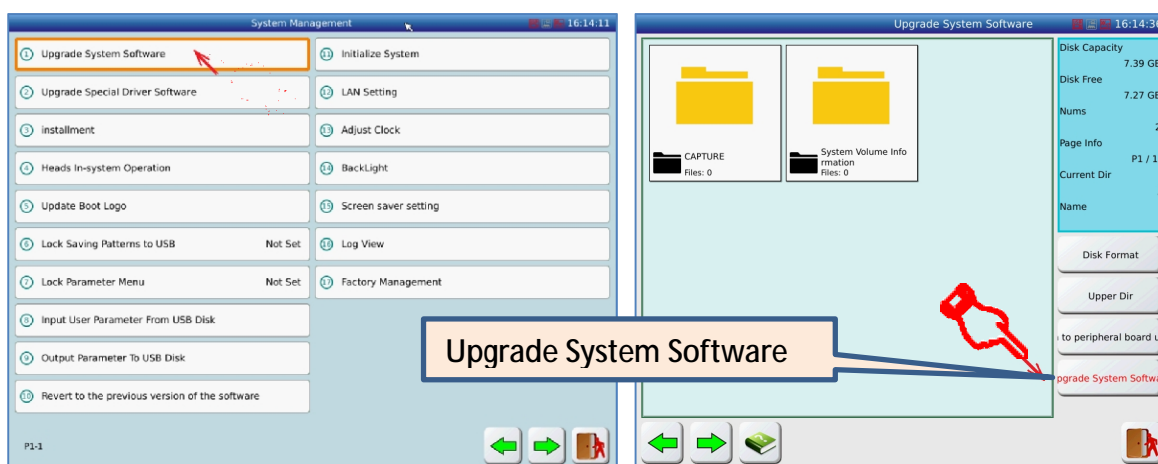 System Management
16:14:11
1 Upgrade System Software
2 Upgrade Special Driver Software
3 installment
4 Heads In-system Operation
5 Update Boot Logo
6 Lock Saving Patterns to USB Not Set
7 Lock Parameter Menu Not Set
8 Input User Parameter From USB Disk
9 Output Parameter To USB Disk
10 Revert to the previous version of the software
11 Initialize System
12 LAN Setting
13 Adjust Clock
14 BackLight
15 Screen saver setting
16 Log View
17 Factory Management
P1-1
Upgrade System Software
16:14:3
CAPTURE
Files: 0
System Volume Info
rmation
Files: 0
Disk Capacity
7.39 GB
Disk Free
7.27 GB
Nums
2
Page Info
P1 / 1
Current Dir
Name
Disk Format
Upper Dir
to peripheral board u
pgrade System Softwa
Upgrade System Software